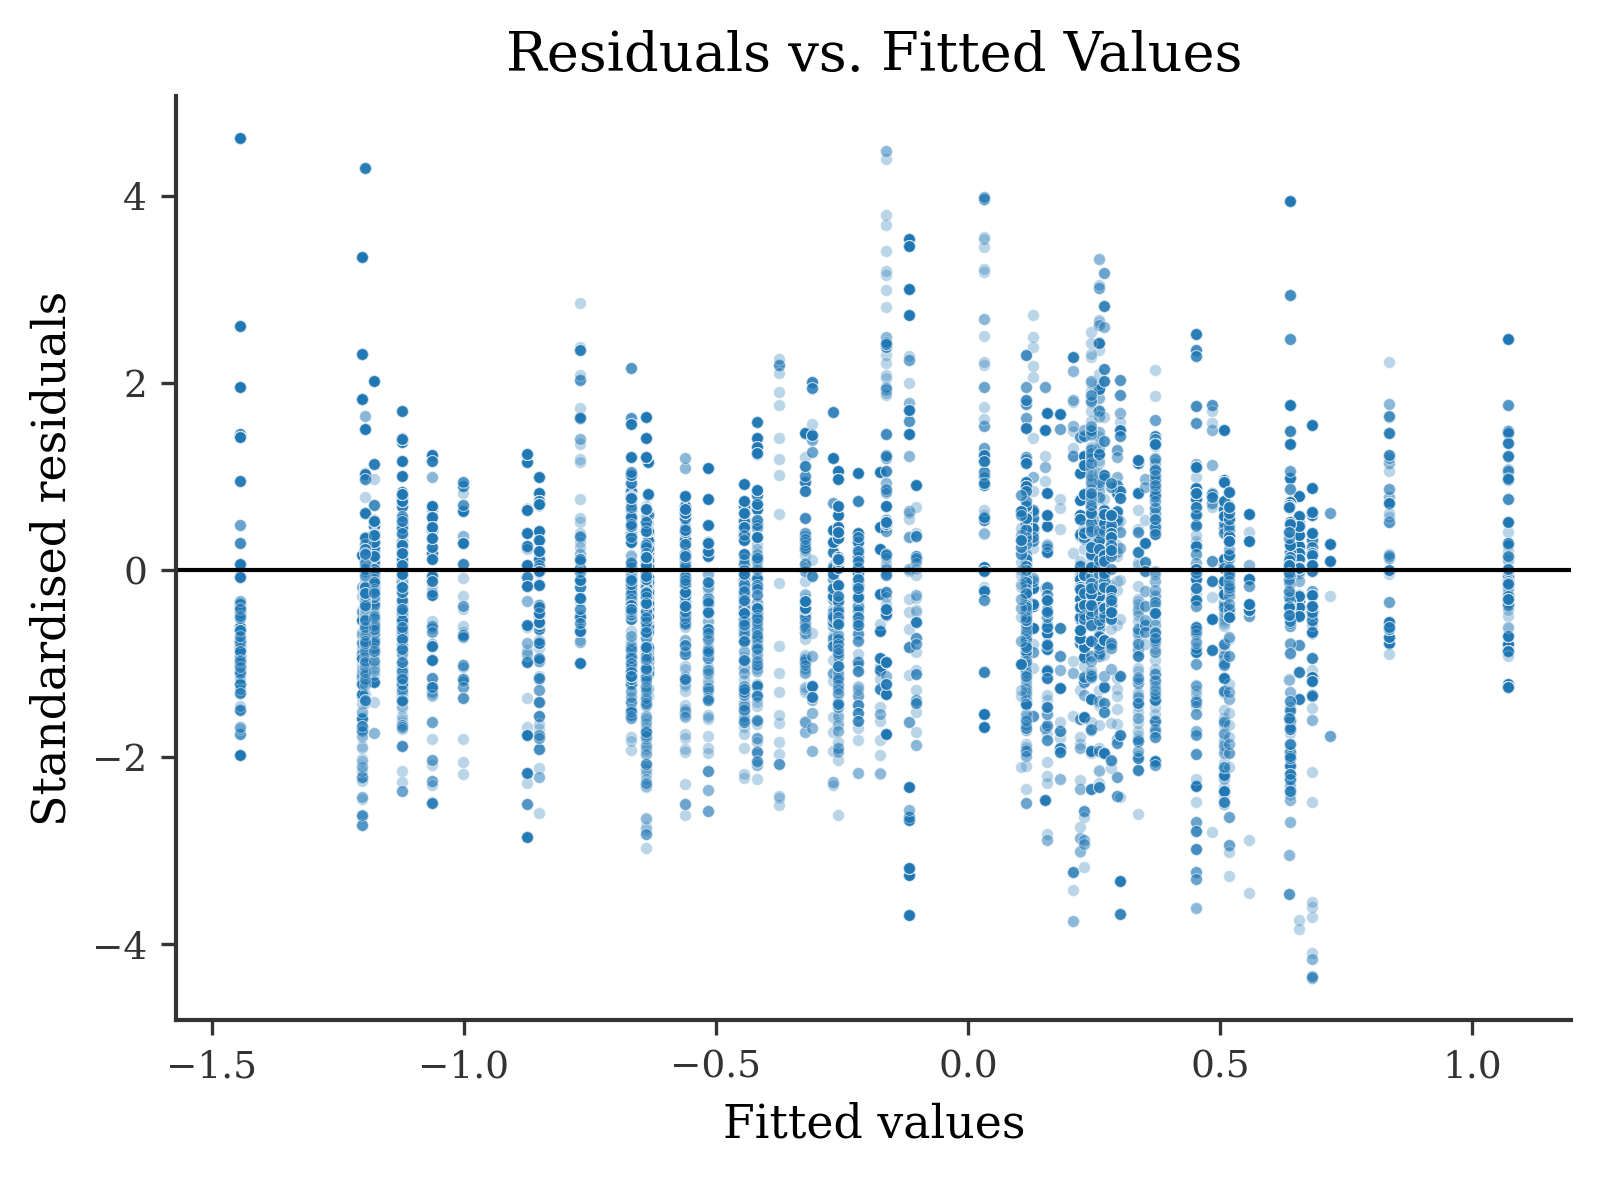 Residuals vs. Fitted Values
Standardised residuals
4
2
0
−2
−4
−1.5 −1.0 −0.5 0.0 0.5 1.0
Fitted values